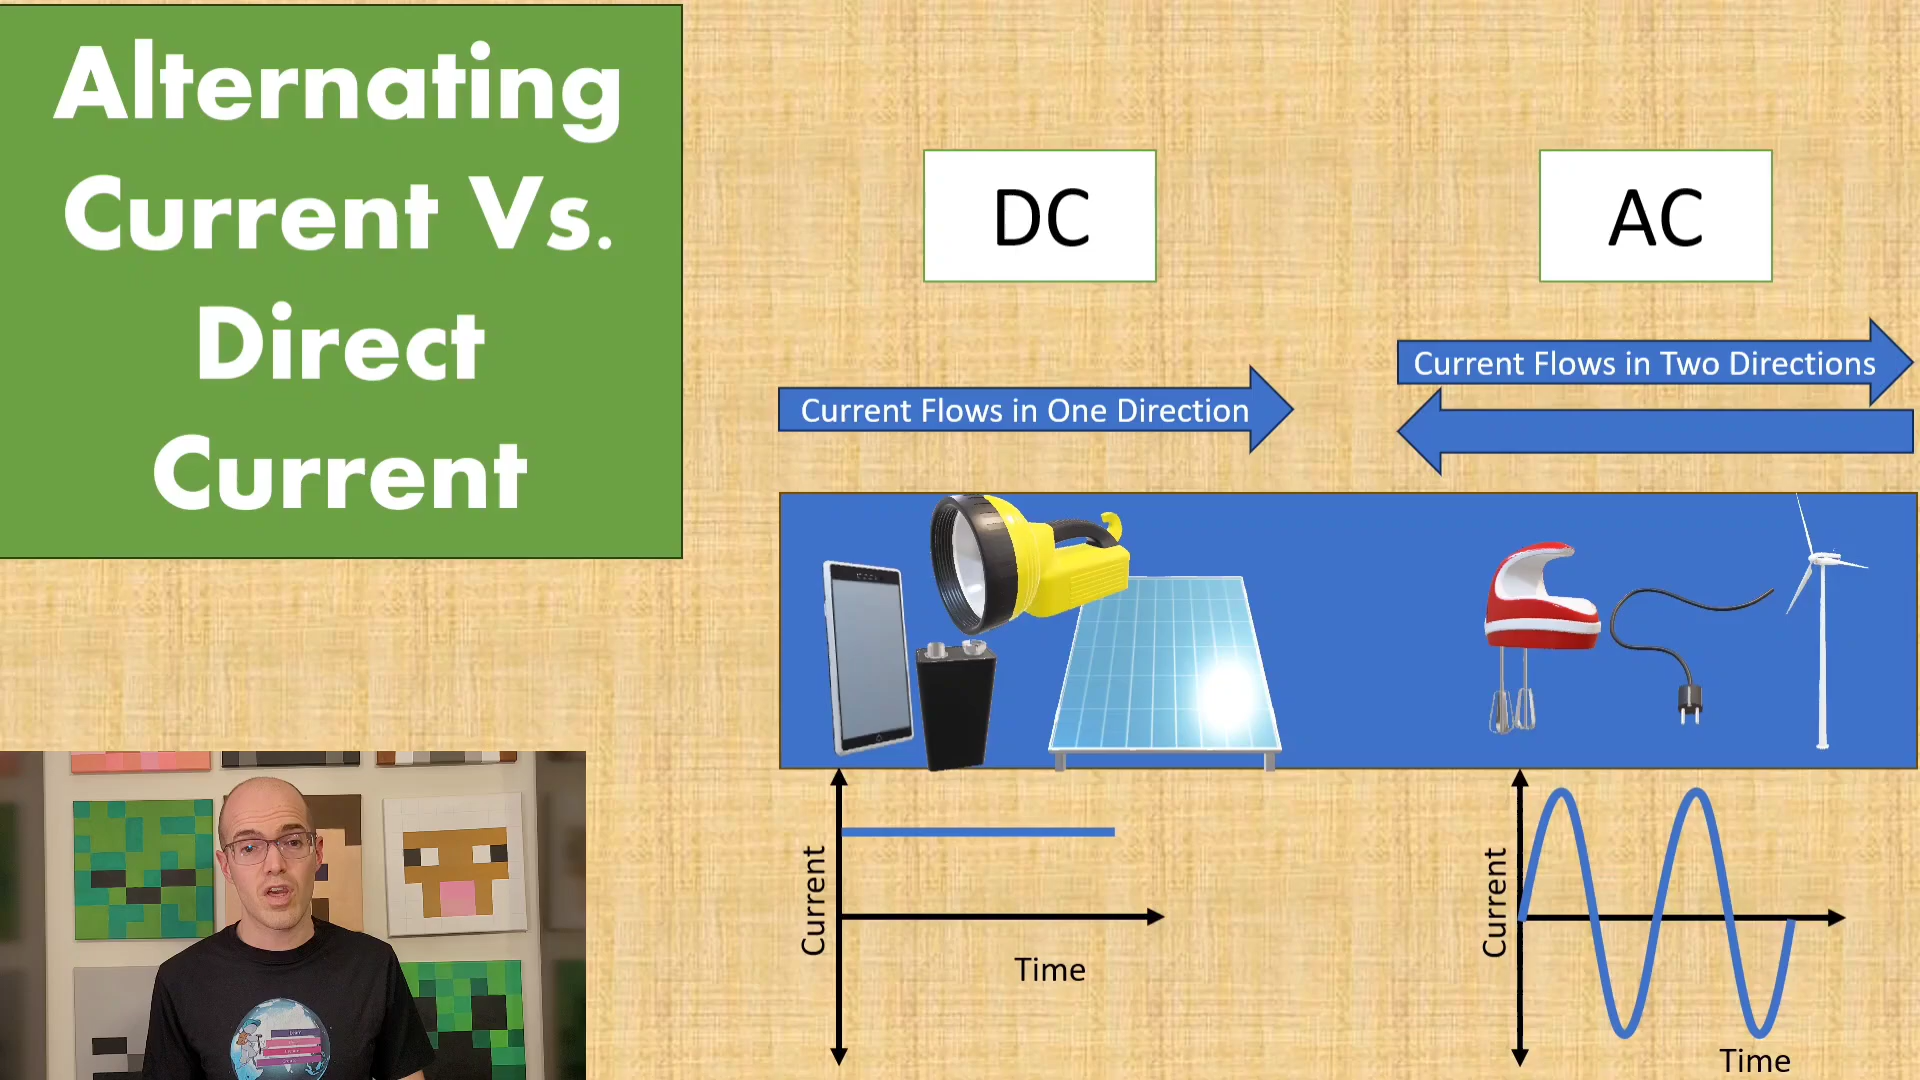 Alternating
Current Vs.
Direct
Current
DC
AC
Current Flows in One Direction
Current Flows in Two Directions
Current
Time
Current
Time